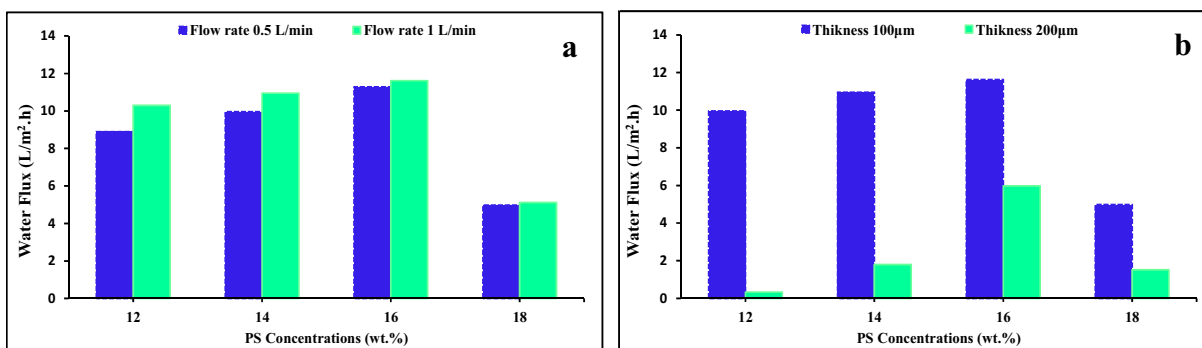 Flow rate 0.5 L/min
Flow rate 1 L/min
a
14
12
10
8
6
4
2
0
Water Flux (L/m².h)
12
14
16
18
PS Concentrations (wt.%)
Thikness 100µm
Thikness 200µm
b
14
12
10
8
6
4
2
0
Water Flux (L/m².h)
12
14
16
18
PS Concentrations (wt.%)